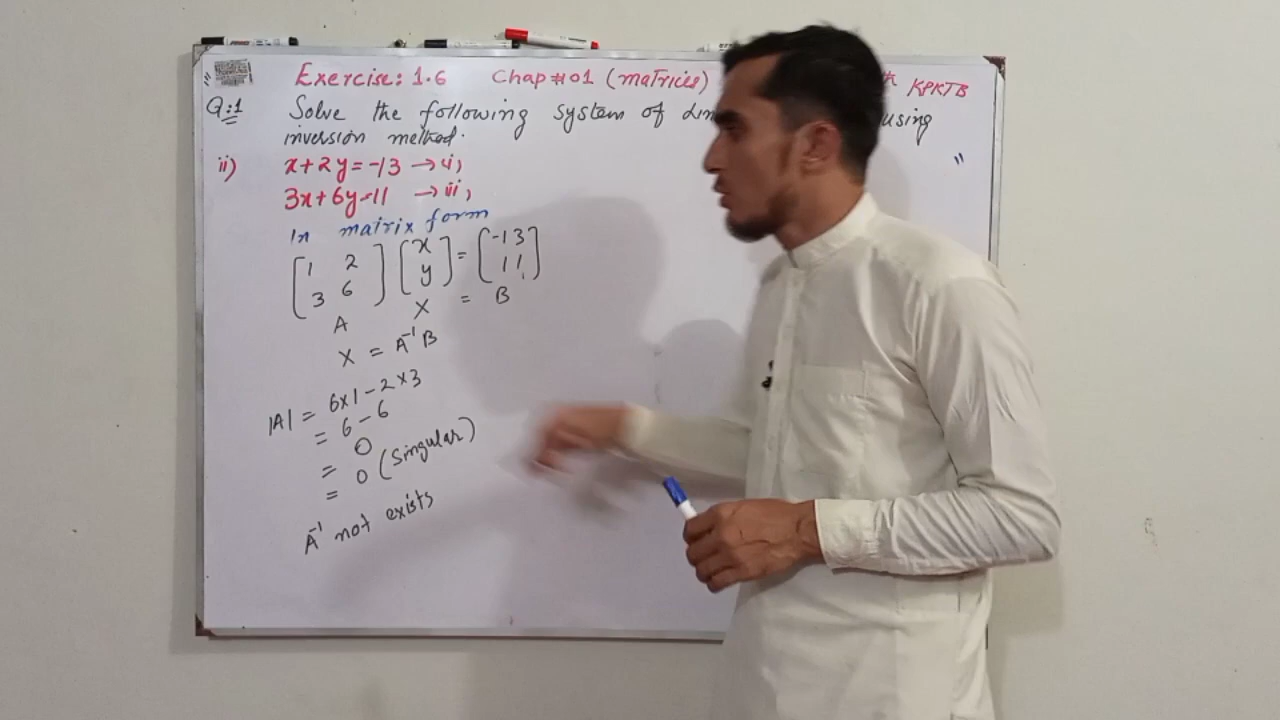 Exercise: 1.6 Chap # 01 (matrices) KPKTB
Q:1 Solve the following system of using
inversion method.
ii) x+2y=-13 → i,
3x+6y=11 → ii,
In matrix form
[1 2] [x] = [-13]
[3 6] [y] [11]
A X = B
X = A⁻¹B
|A| = 6×1-2×3
= 6-6
= 0
= 0 (Singular)
A⁻¹ not exists